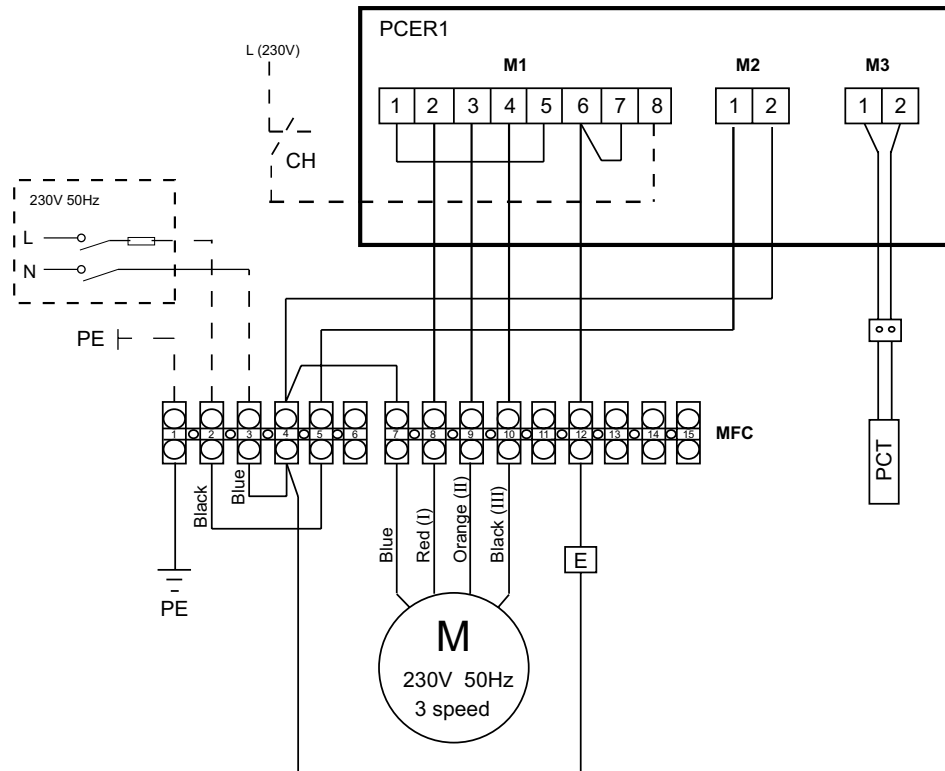 PCER1
L (230V)
M1
M2
M3
1 2 3 4 5 6 7 8
1 2
1 2
CH
230V 50Hz
L
N
PE
1 2 3 4 5 6 7 8 9 10 11 12 13 14 15
MFC
PCT
Black
Blue
Blue
Red (I)
Orange (II)
Black (III)
E
PE
M
230V 50Hz
3 speed